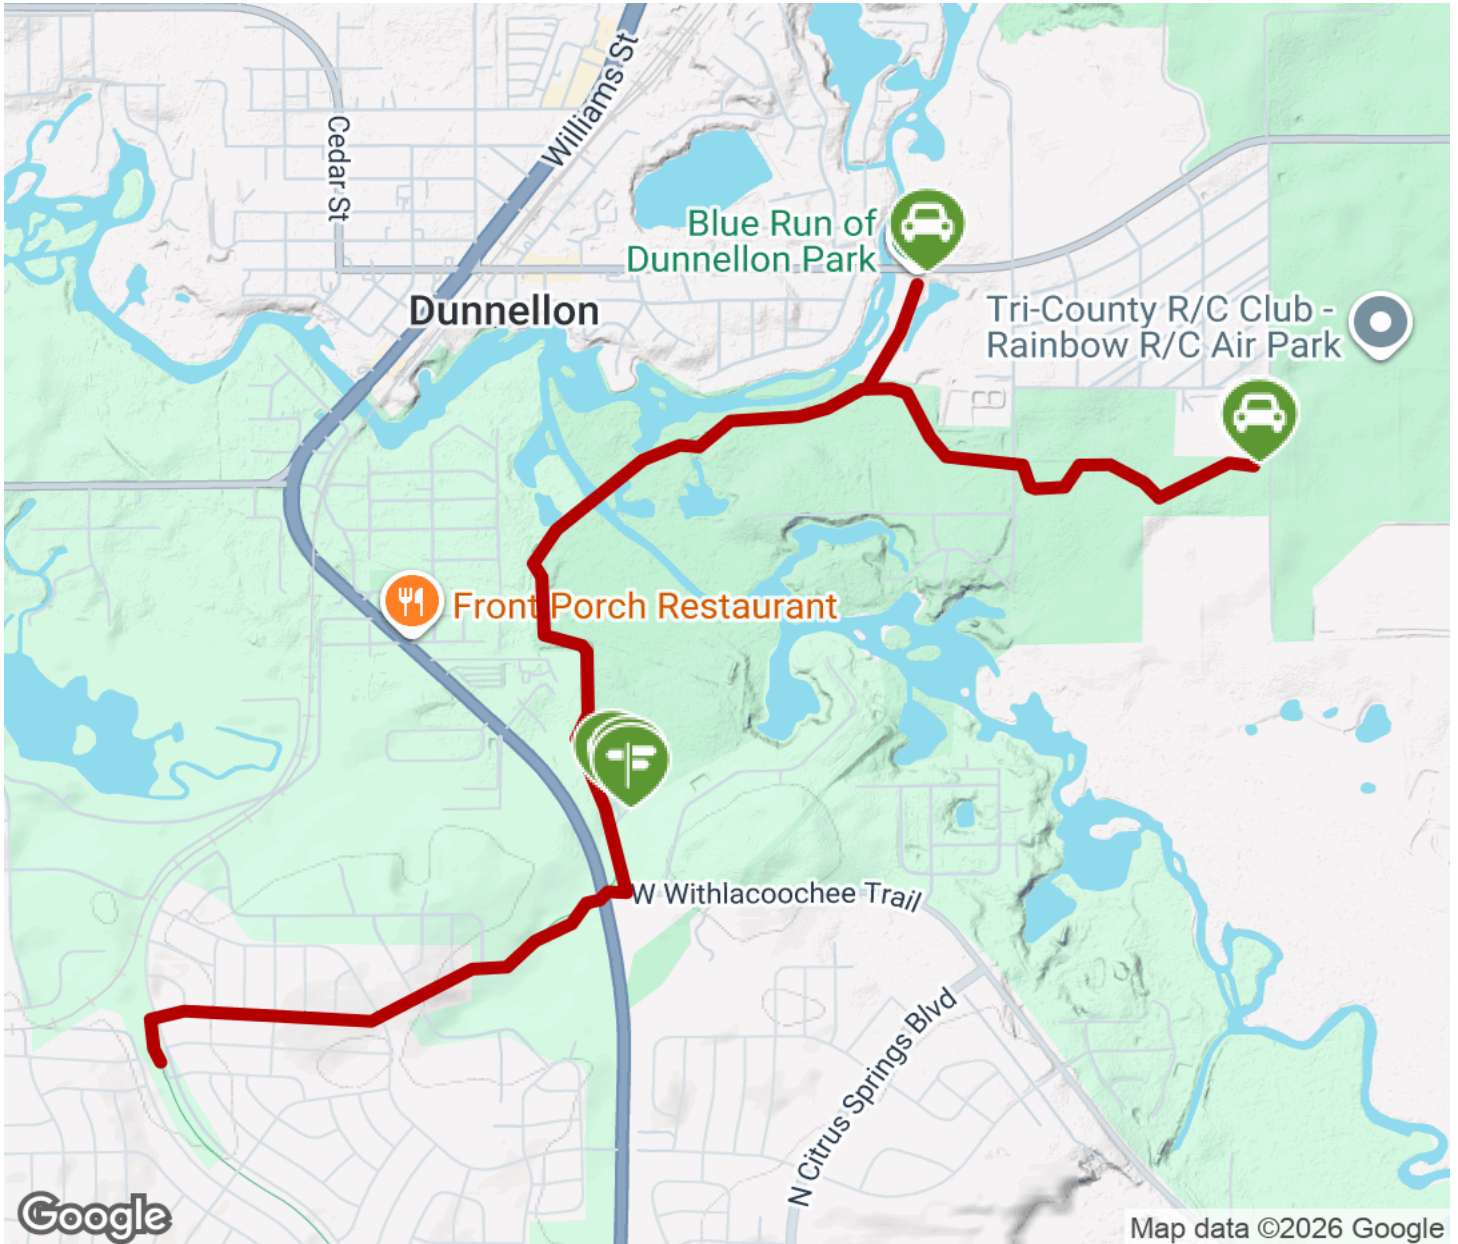 Williams St
Cedar St
Blue Run of
Dunnellon Park
Dunnellon
Tri-County R/C Club -
Rainbow R/C Air Park
Front Porch Restaurant
W Withlacoochee Trail
N Citrus Springs Blvd
Google
Map data ©2026 Google